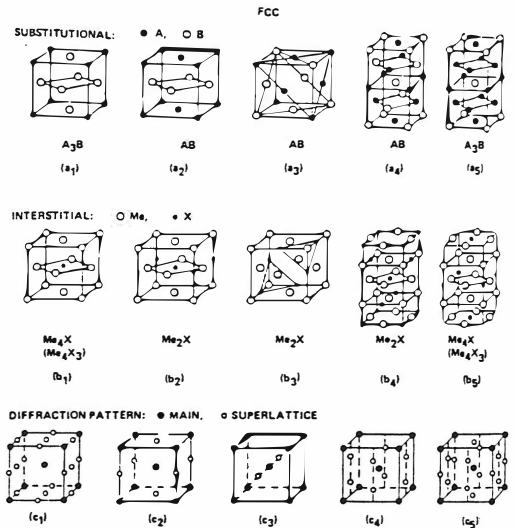 FCC
SUBSTITUTIONAL: ● A, ○ B
A₃B AB AB AB A₃B
(a₁) (a₂) (a₃) (a₄) (a₅)
INTERSTITIAL: ○ Me, • X
Me₄X Me₂X Me₂X Me₂X Me₄X
(Me₄X₃) (Me₄X₃)
(b₁) (b₂) (b₃) (b₄) (b₅)
DIFFRACTION PATTERN: ● MAIN, ○ SUPERLATTICE
(c₁) (c₂) (c₃) (c₄) (c₅)